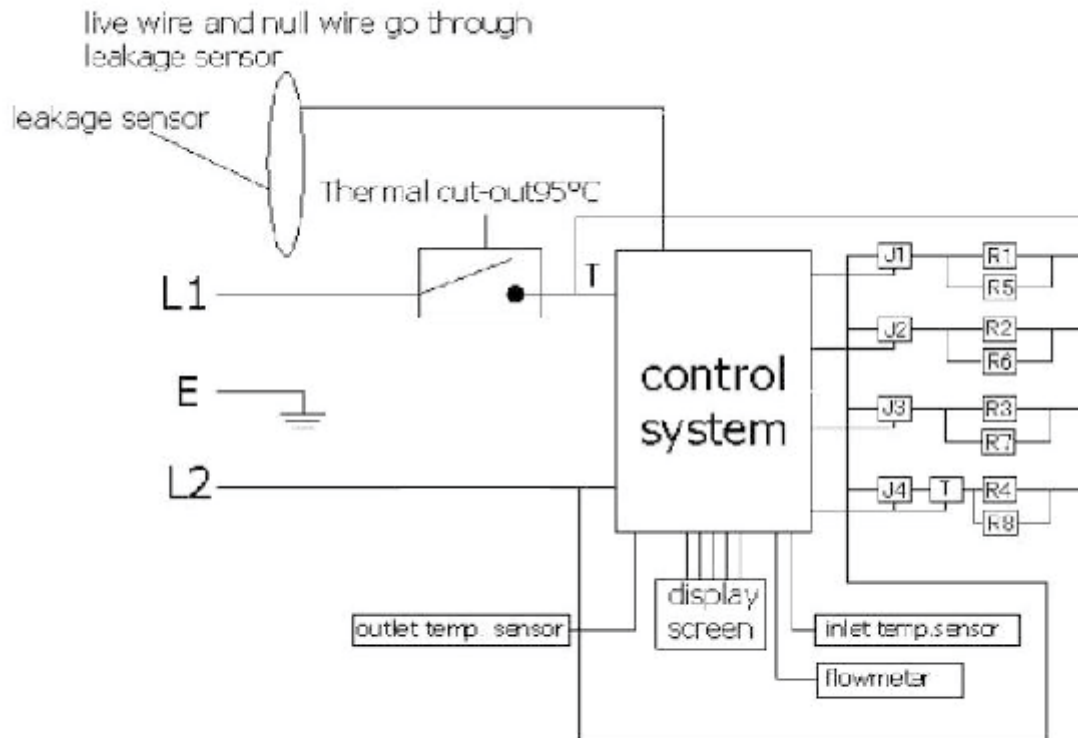 live wire and null wire go through
leakage sensor
leakage sensor
Thermal cut-out95ºC
L1
T
E
L2
control
system
J1
R1
R5
J2
R2
R6
J3
R3
R7
J4
T
R4
R8
outlet temp. sensor
display
screen
inlet temp.sensor
flowmeter